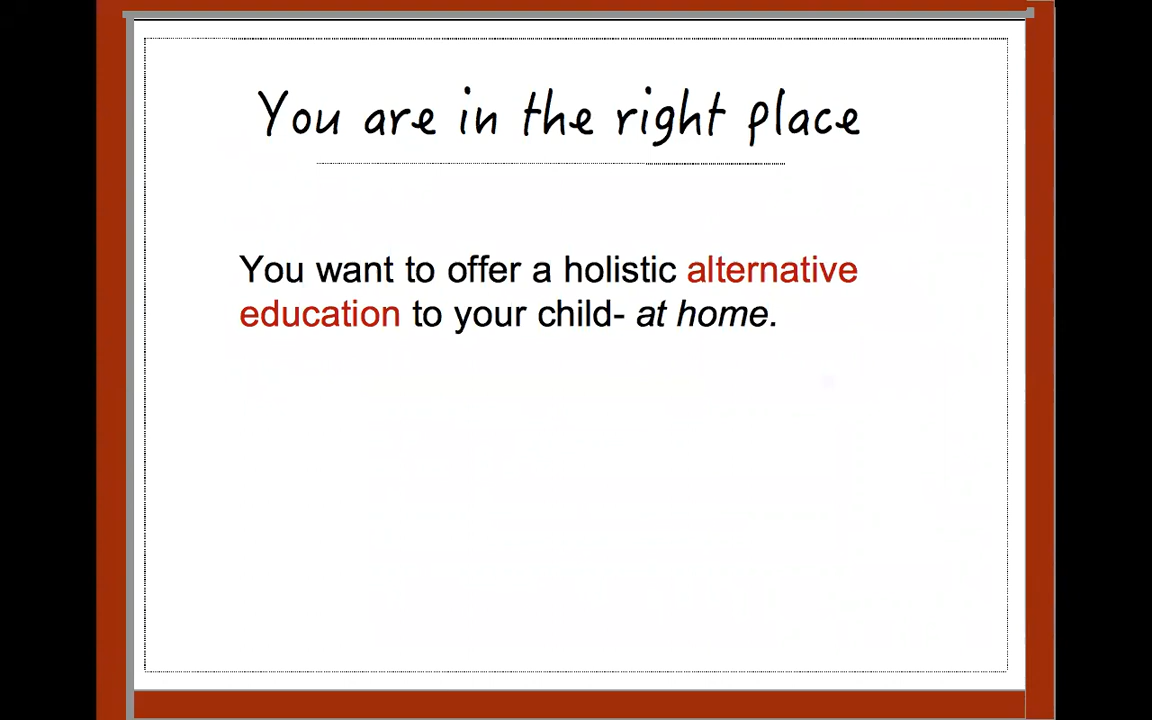 You are in the right place
You want to offer a holistic alternative
education to your child- at home.